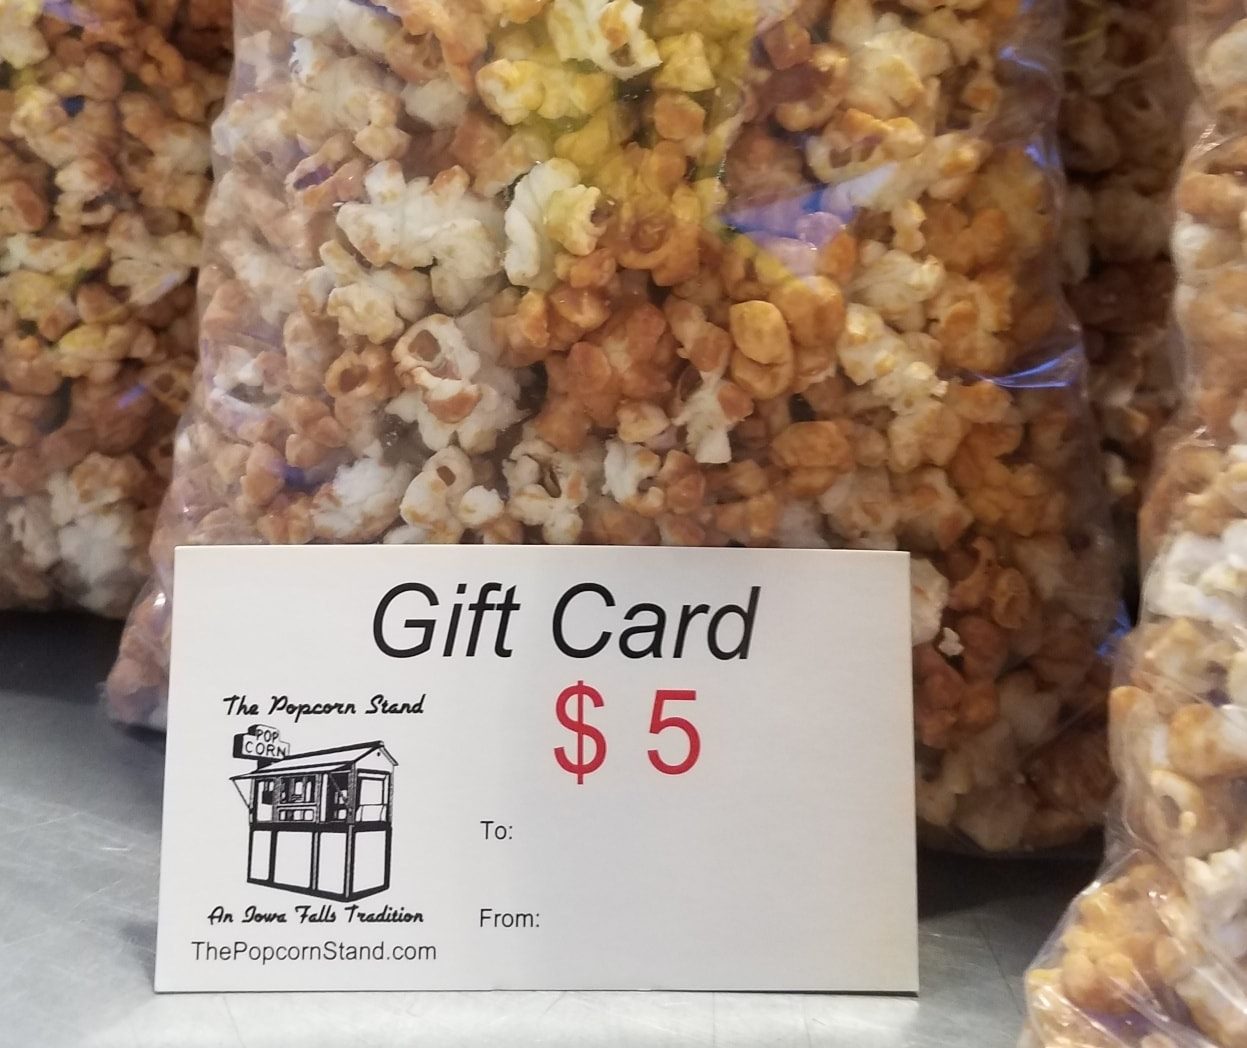 Gift Card
$ 5
The Popcorn Stand
POP
CORN
To:
From:
An Iowa Falls Tradition
ThePopcornStand.com